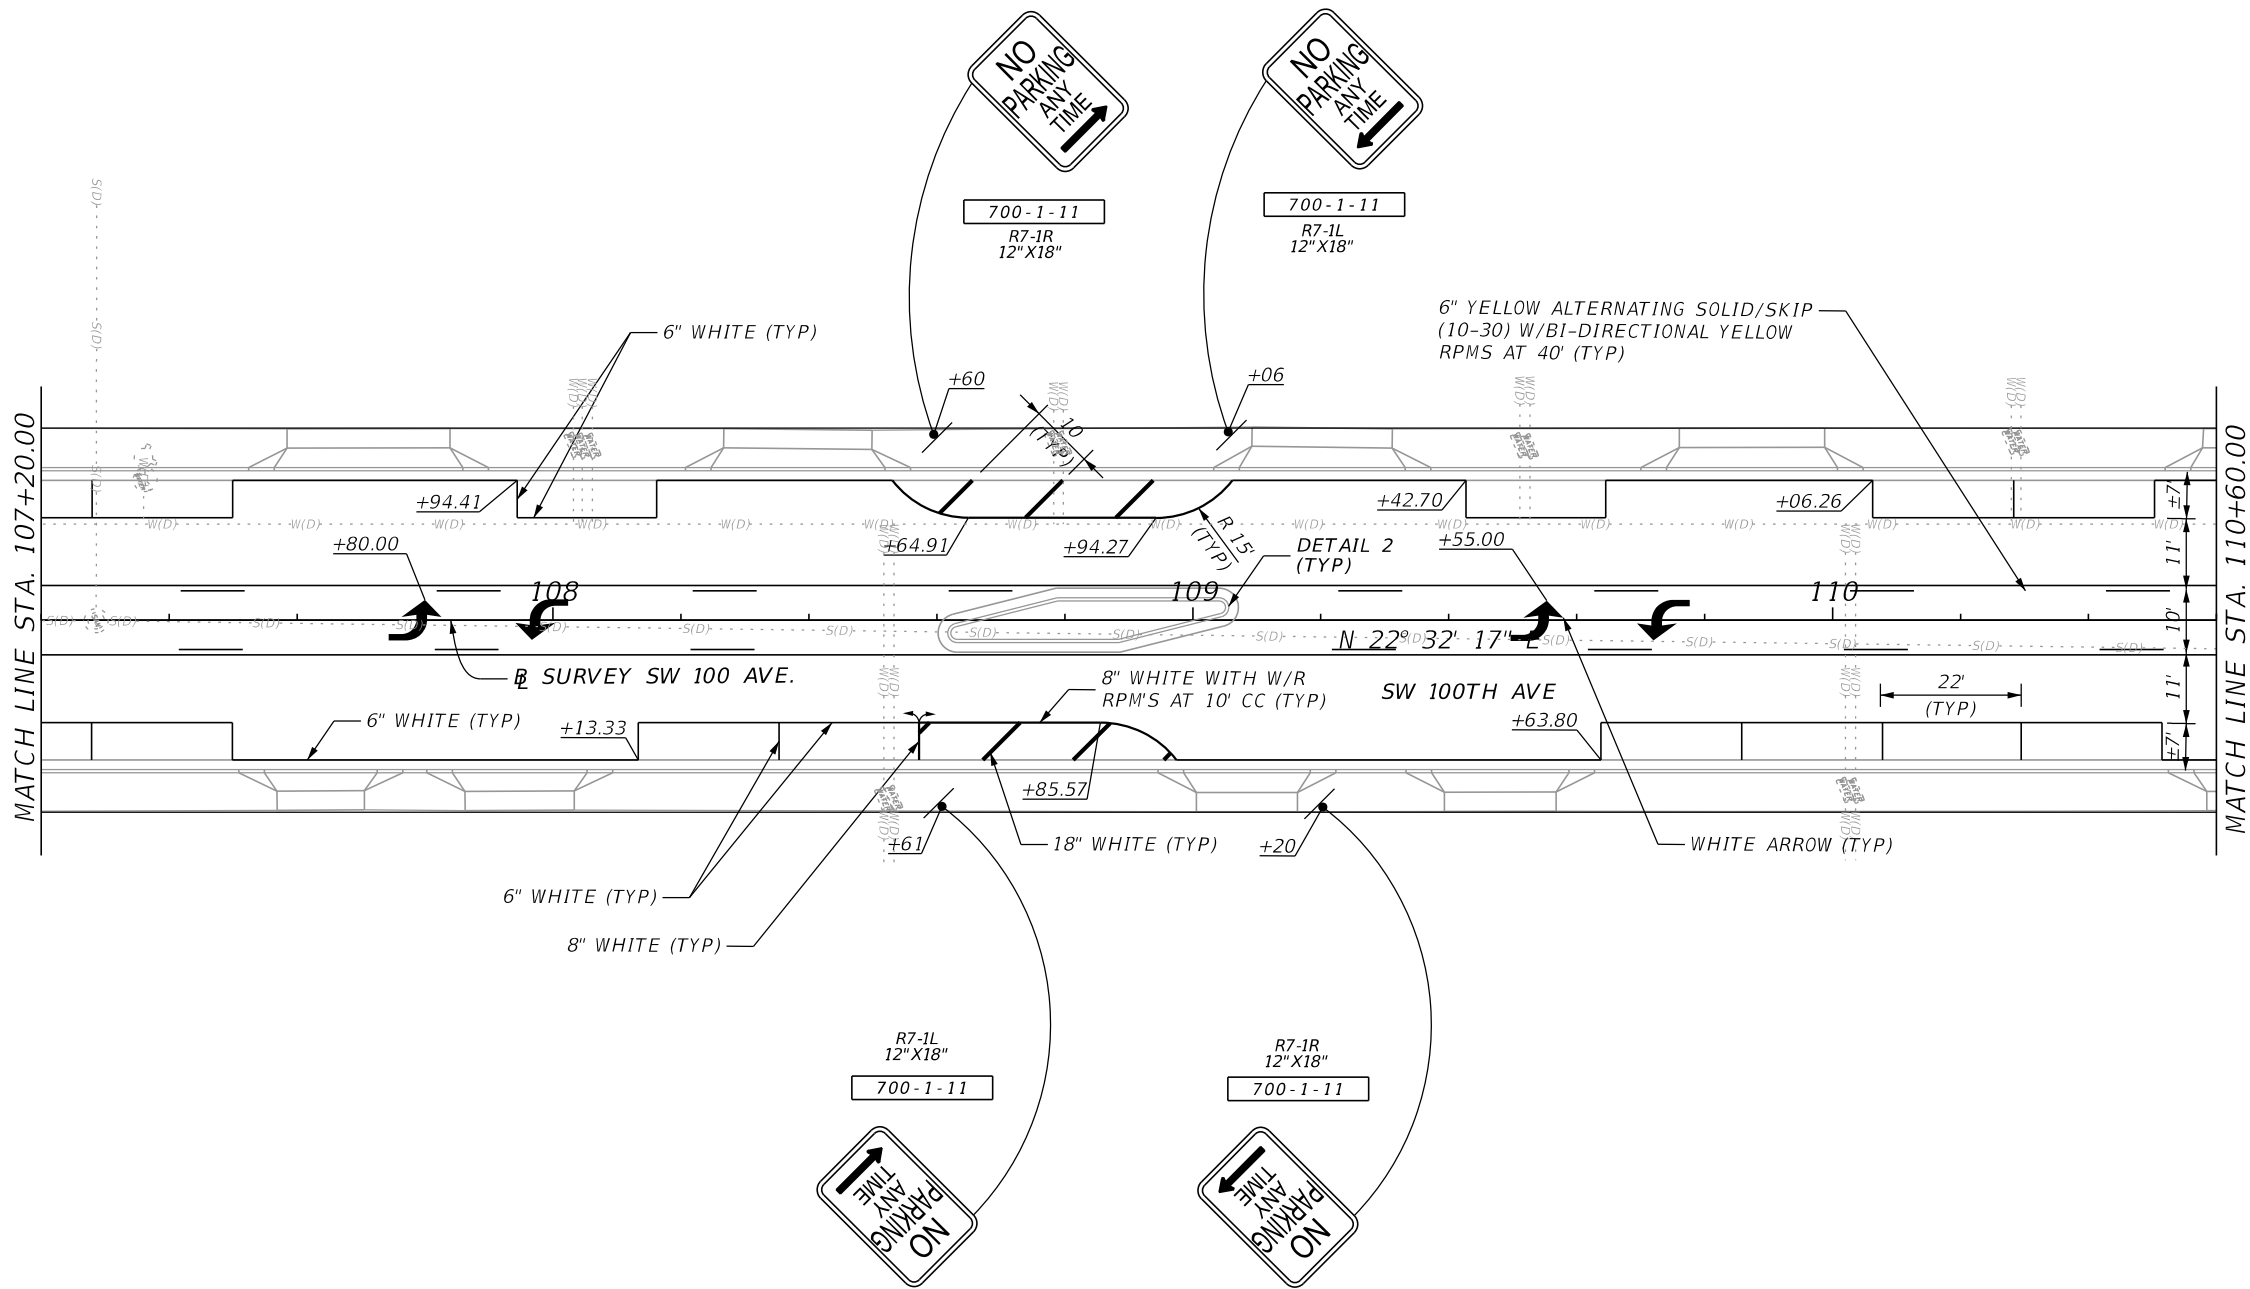 NO
PARKING
ANY
TIME
NO
PARKING
ANY
TIME
700-1-11
R7-1R
12"X18"
700-1-11
R7-1L
12"X18"
6" WHITE (TYP)
6" YELLOW ALTERNATING SOLID/SKIP
(10-30) W/BI-DIRECTIONAL YELLOW
RPMS AT 40' (TYP)
+60
+06
10'
(TYP)
MATCH LINE STA. 107+20.00
MATCH LINE STA. 110+60.00
S(D)
S(D)
S(D)
W(D) W(D)
W(D) W(D)
W(D) W(D)
W(D) W(D)
WATER WATER
+94.41
+42.70
+06.26
±7'
W(D) W(D) W(D) W(D) W(D) W(D) W(D) W(D) W(D) W(D) W(D) W(D) W(D) W(D) W(D)
+80.00
+64.91
+94.27
R 15'
(TYP)
DETAIL 2
(TYP)
+55.00
11'
108
109
110
10'
S(D) S(D) S(D) S(D) S(D) S(D) S(D) S(D) S(D) S(D) S(D) S(D) S(D) S(D) S(D) S(D)
N 22° 32' 17" E
BL SURVEY SW 100 AVE.
8" WHITE WITH W/R
RPM'S AT 10' CC (TYP)
SW 100TH AVE
22'
(TYP)
11'
6" WHITE (TYP)
+13.33
+63.80
±7'
+85.57
+61
18" WHITE (TYP)
+20
WHITE ARROW (TYP)
6" WHITE (TYP)
8" WHITE (TYP)
R7-1L
12"X18"
700-1-11
R7-1R
12"X18"
700-1-11
NO
PARKING
ANY
TIME
NO
PARKING
ANY
TIME